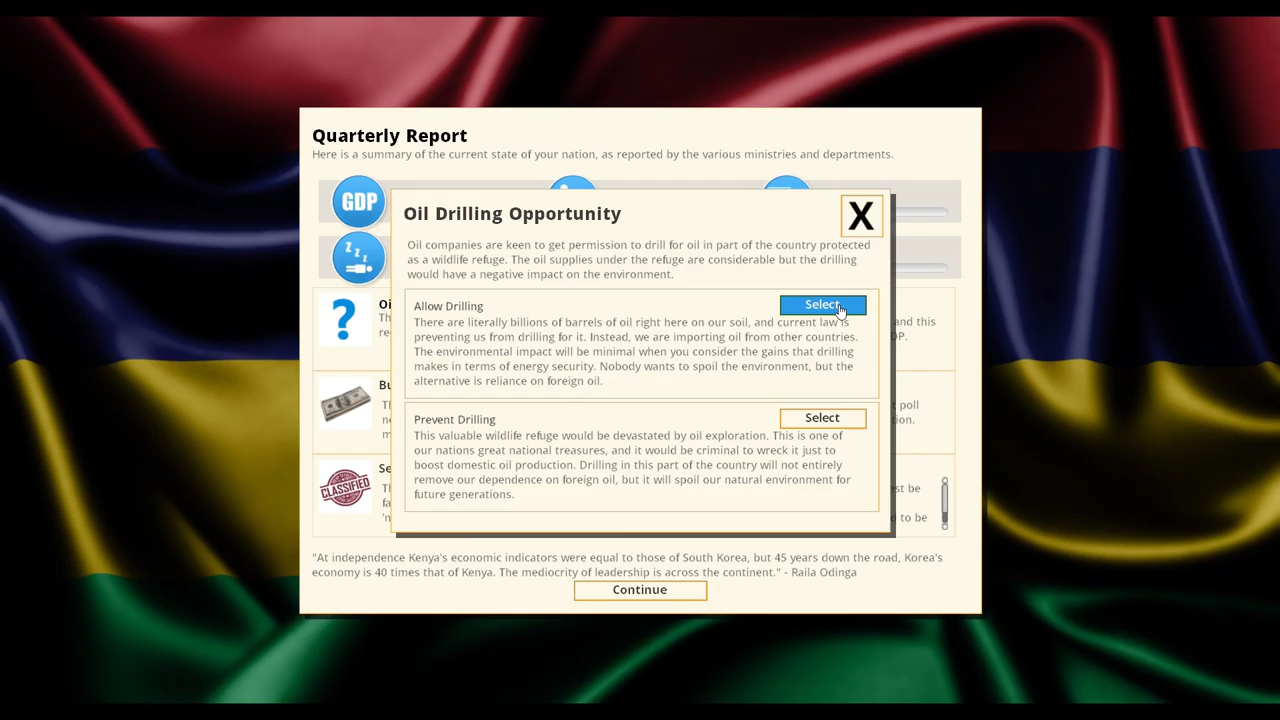 Quarterly Report
Here is a summary of the current state of your nation, as reported by the various ministries and departments.
GDP
Z Z Z
Oil Drilling Opportunity
X
Oil companies are keen to get permission to drill for oil in part of the country protected
as a wildlife refuge. The oil supplies under the refuge are considerable but the drilling
would have a negative impact on the environment.
Allow Drilling
Select
There are literally billions of barrels of oil right here on our soil, and current law is
preventing us from drilling for it. Instead, we are importing oil from other countries.
The environmental impact will be minimal when you consider the gains that drilling
makes in terms of energy security. Nobody wants to spoil the environment, but the
alternative is reliance on foreign oil.
Prevent Drilling
Select
This valuable wildlife refuge would be devastated by oil exploration. This is one of
our nations great national treasures, and it would be criminal to wreck it just to
boost domestic oil production. Drilling in this part of the country will not entirely
remove our dependence on foreign oil, but it will spoil our natural environment for
future generations.
?
and this
poll
CLASSIFIED
to be
"At independence Kenya's economic indicators were equal to those of South Korea, but 45 years down the road, Korea's
economy is 40 times that of Kenya. The mediocrity of leadership is across the continent." - Raila Odinga
Continue